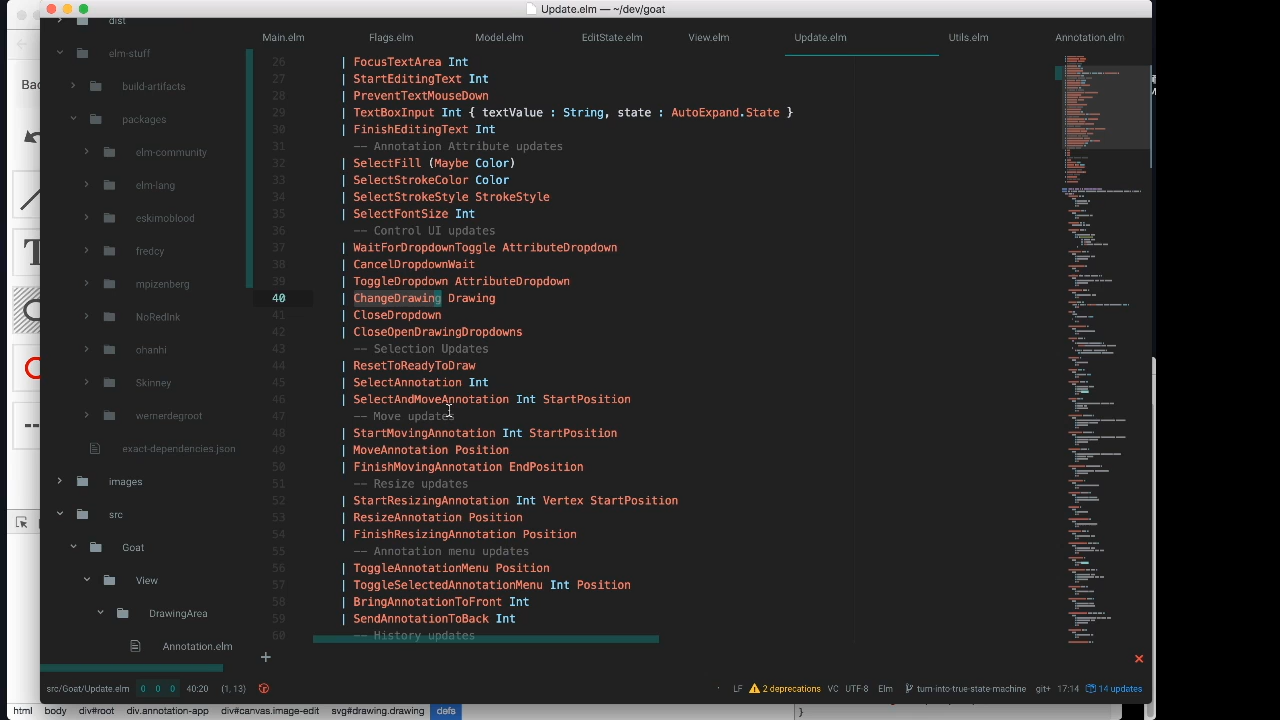 Update.elm — ~/dev/goat
Main.elm Flags.elm Model.elm EditState.elm View.elm Update.elm Utils.elm Annotation.elm
dist
elm-stuff
build-artifacts
packages
elm-community
elm-lang
eskimoblood
fredcy
mpizenberg
NoRedInk
ohanhi
Skinney
wernerdegroot
exact-dependencies.json
images
src
Goat
View
DrawingArea
Annotation.elm
26 | FocusTextArea Int
27 | StartEditingText Int
28 | PreventTextMouseDown
29 | TextBoxInput Int { textValue : String, state : AutoExpand.State }
30 | FinishEditingText Int
31 -- Annotation Attribute updates
32 | SelectFill (Maybe Color)
33 | SelectStrokeColor Color
34 | SelectStrokeStyle StrokeStyle
35 | SelectFontSize Int
36 -- Control UI updates
37 | WaitForDropdownToggle AttributeDropdown
38 | CancelDropdownWait
39 | ToggleDropdown AttributeDropdown
40 | ChangeDrawing Drawing
41 | CloseDropdown
42 | CloseOpenDrawingDropdowns
43 -- Selection Updates
44 | ResetToReadyToDraw
45 | SelectAnnotation Int
46 | SelectAndMoveAnnotation Int StartPosition
47 -- Move updates
48 | StartMovingAnnotation Int StartPosition
49 | MoveAnnotation Position
50 | FinishMovingAnnotation EndPosition
51 -- Resize updates
52 | StartResizingAnnotation Int Vertex StartPosition
53 | ResizeAnnotation Position
54 | FinishResizingAnnotation Position
55 -- Annotation menu updates
56 | ToggleAnnotationMenu Position
57 | ToggleSelectedAnnotationMenu Int Position
58 | BringAnnotationToFront Int
59 | SendAnnotationToBack Int
60 -- History updates
src/Goat/Update.elm 0 0 0 40:20 (1, 13) LF 2 deprecations VC UTF-8 Elm turn-into-true-state-machine git+ 17:14 14 updates
html body div#root div.annotation-app div#canvas.image-edit svg#drawing.drawing defs
}